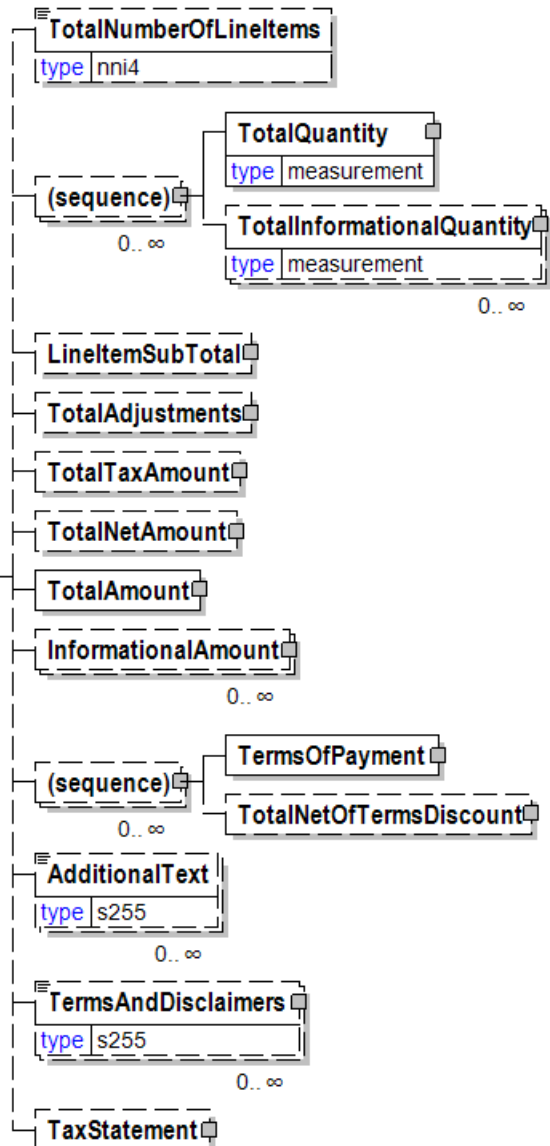 TotalNumberOfLineItems
type nni4
TotalQuantity
type measurement
(sequence)
TotalInformationalQuantity
0.. ∞
type measurement
0.. ∞
LineItemSubTotal
TotalAdjustments
TotalTaxAmount
TotalNetAmount
TotalAmount
InformationalAmount
0.. ∞
TermsOfPayment
(sequence)
TotalNetOfTermsDiscount
0.. ∞
AdditionalText
type s255
0.. ∞
TermsAndDisclaimers
type s255
0.. ∞
TaxStatement